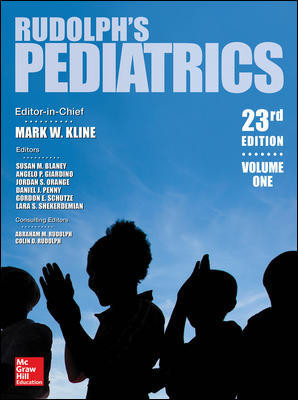 RUDOLPH'S
PEDIATRICS
Editor-in-Chief
MARK W. KLINE
Editors
SUSAN M. BLANEY
ANGELO P. GIARDINO
JORDAN S. ORANGE
DANIEL J. PENNY
GORDON E. SCHUTZE
LARA S. SHEKERDEMIAN
Consulting Editors
ABRAHAM M. RUDOLPH
COLIN D. RUDOLPH
23rd
EDITION
VOLUME
ONE
Mc
Graw
Hill
Education